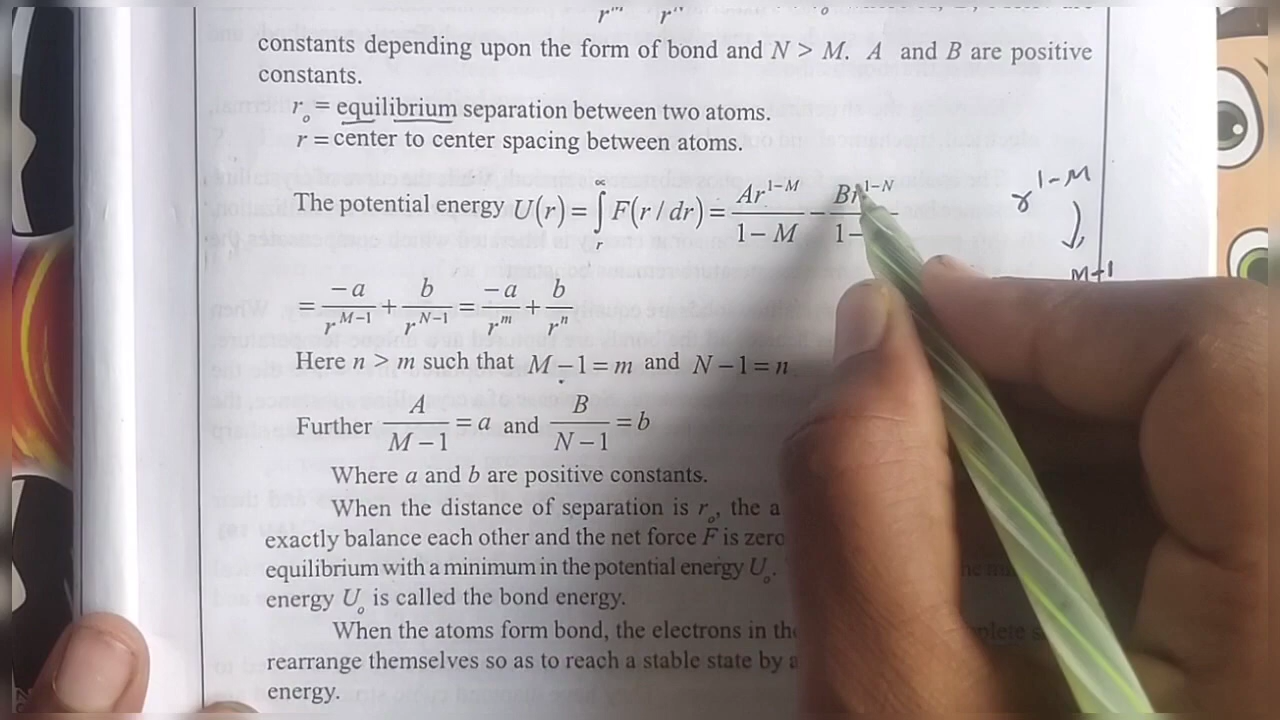 constants depending upon the form of bond and N > M. A and B are positive
constants.
r₀ = equilibrium separation between two atoms.
r = center to center spacing between atoms.
The potential energy U(r) = ∫_r^∞ F(r / dr) = Ar^{1−M}/(1−M) − Br^{1−N}/1−
r^{1-M}
M+1
= −a/r^{M−1} + b/r^{N−1} = −a/r^m + b/r^n
Here n > m such that M − 1 = m and N − 1 = n
Further A/(M−1) = a and B/(N−1) = b
Where a and b are positive constants.
When the distance of separation is r₀, the a
exactly balance each other and the net force F is zero
equilibrium with a minimum in the potential energy U₀.
energy U₀ is called the bond energy.
When the atoms form bond, the electrons in the
rearrange themselves so as to reach a stable state by a
energy.